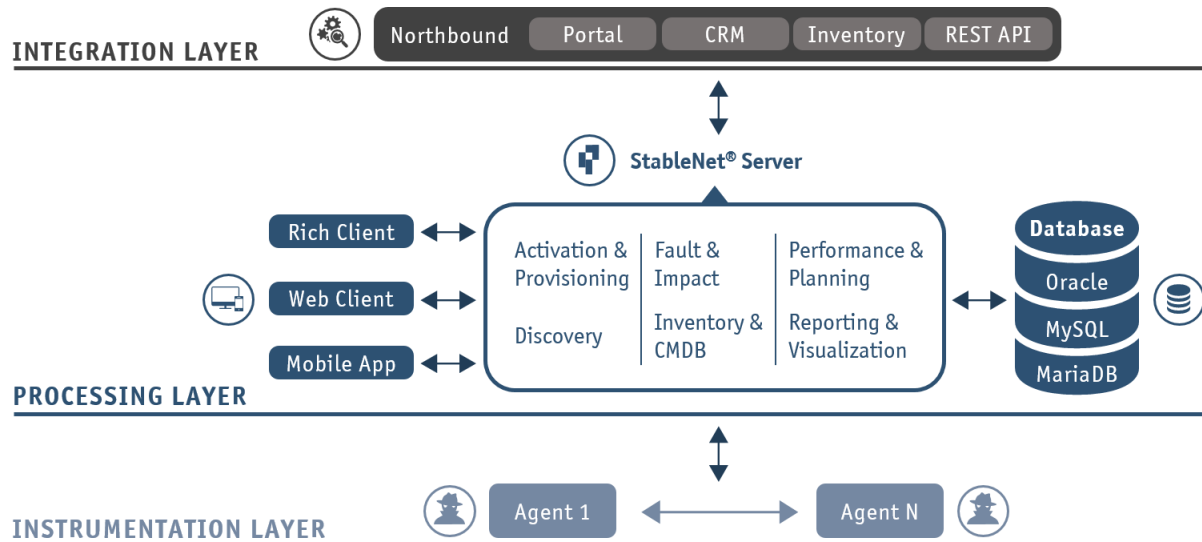 INTEGRATION LAYER
Northbound
Portal
CRM
Inventory
REST API
StableNet® Server
Rich Client
Web Client
Mobile App
Activation &
Provisioning
Discovery
Fault &
Impact
Inventory &
CMDB
Performance &
Planning
Reporting &
Visualization
Database
Oracle
MySQL
MariaDB
PROCESSING LAYER
Agent 1
Agent N
INSTRUMENTATION LAYER